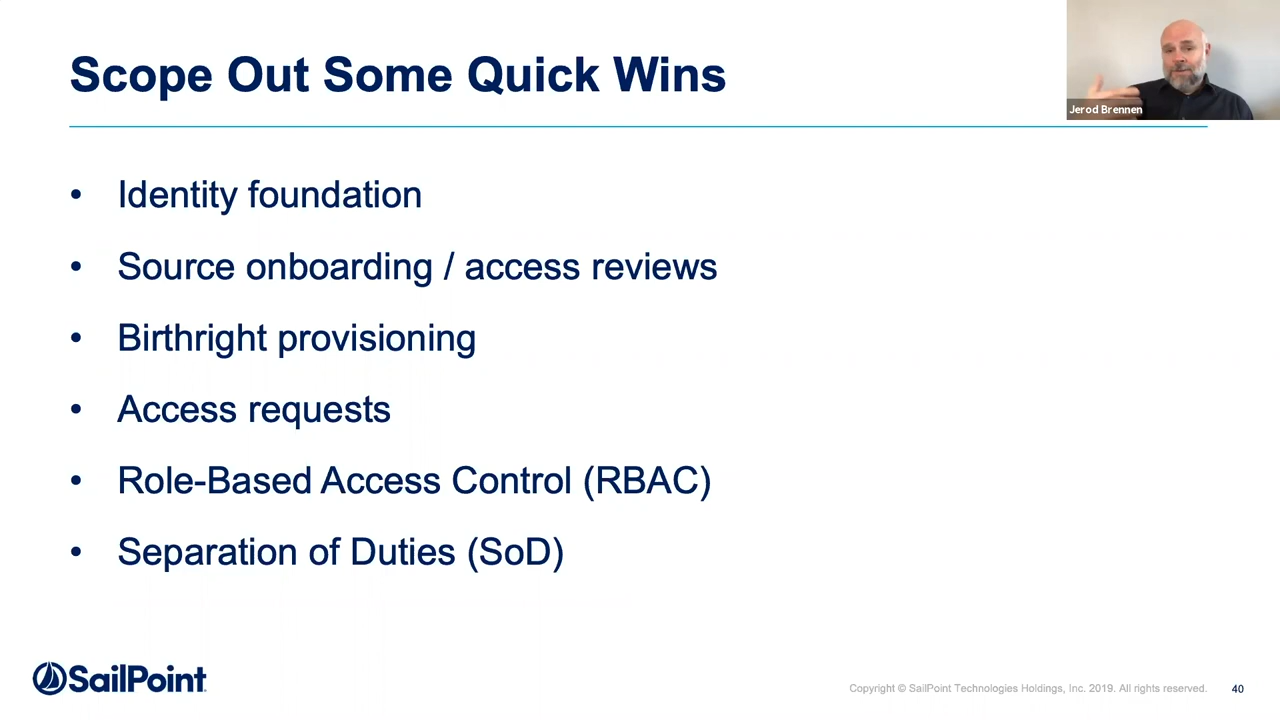 Scope Out Some Quick Wins
Jerod Brennen
• Identity foundation
• Source onboarding / access reviews
• Birthright provisioning
• Access requests
• Role-Based Access Control (RBAC)
• Separation of Duties (SoD)
SailPoint
Copyright © SailPoint Technologies Holdings, Inc. 2019. All rights reserved.
40